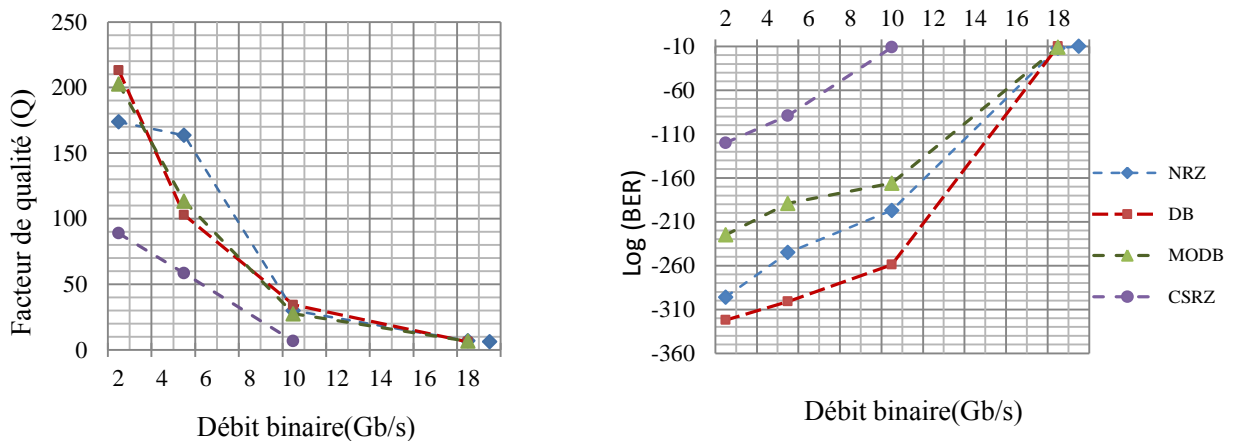 Facteur de qualité (Q)
250
200
150
100
50
0
2 4 6 8 10 12 14 16 18
Débit binaire(Gb/s)
2 4 6 8 10 12 14 16 18
Log (BER)
-10
-60
-110
-160
-210
-260
-310
-360
Débit binaire(Gb/s)
NRZ
DB
MODB
CSRZ